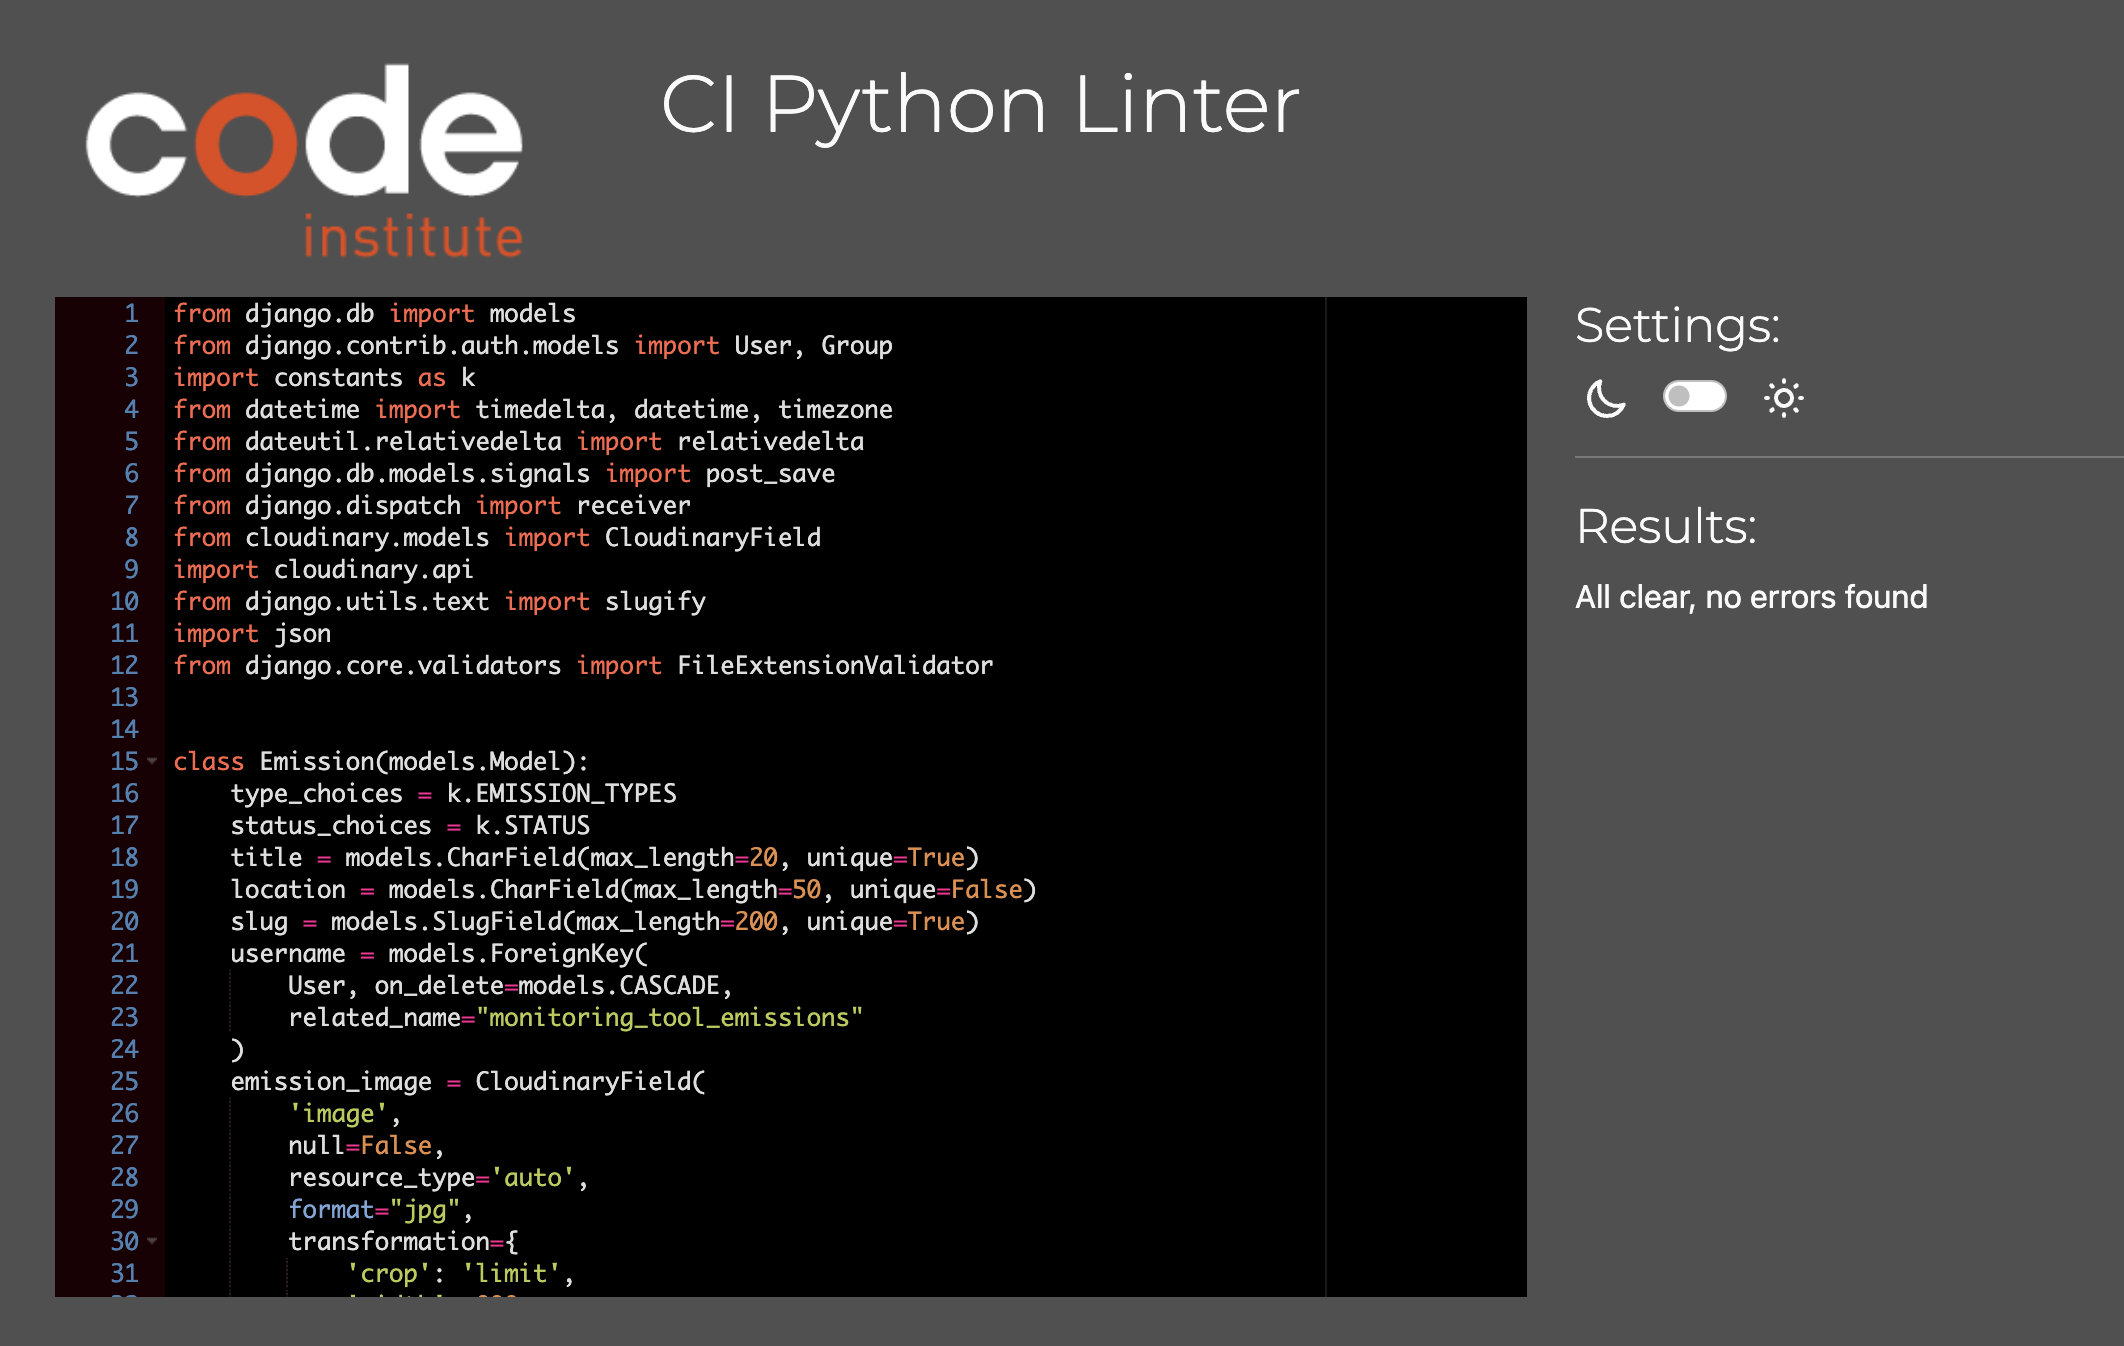 code
institute
CI Python Linter
1 from django.db import models
2 from django.contrib.auth.models import User, Group
3 import constants as k
4 from datetime import timedelta, datetime, timezone
5 from dateutil.relativedelta import relativedelta
6 from django.db.models.signals import post_save
7 from django.dispatch import receiver
8 from cloudinary.models import CloudinaryField
9 import cloudinary.api
10 from django.utils.text import slugify
11 import json
12 from django.core.validators import FileExtensionValidator
13
14
15 class Emission(models.Model):
16     type_choices = k.EMISSION_TYPES
17     status_choices = k.STATUS
18     title = models.CharField(max_length=20, unique=True)
19     location = models.CharField(max_length=50, unique=False)
20     slug = models.SlugField(max_length=200, unique=True)
21     username = models.ForeignKey(
22         User, on_delete=models.CASCADE,
23         related_name="monitoring_tool_emissions"
24     )
25     emission_image = CloudinaryField(
26         'image',
27         null=False,
28         resource_type='auto',
29         format="jpg",
30         transformation={
31             'crop': 'limit',
Settings:
Results:
All clear, no errors found